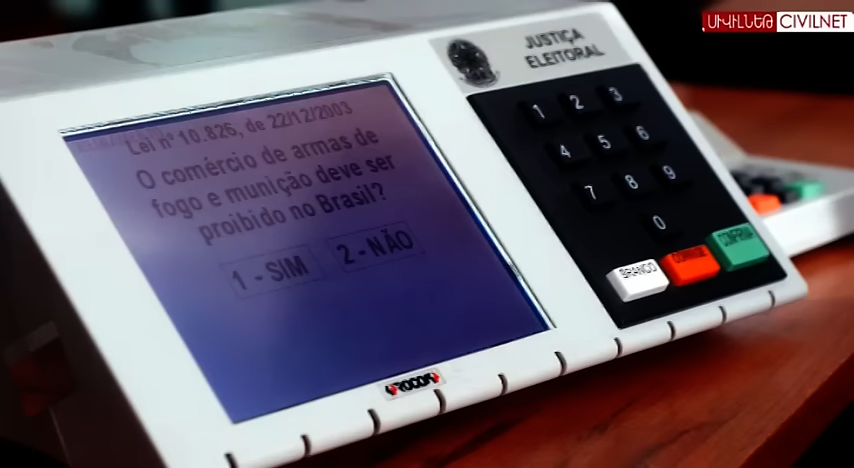 ՍԻՎԻԼՆԵԹ CIVILNET
JUSTIÇA
ELEITORAL
Lei nº 10.826, de 22/12/2003
O comércio de armas de
fogo e munição deve ser
proibido no Brasil?
1 - SIM 2 - NÃO
1 2 3
4 5 6
7 8 9
0
BRANCO CORRIGE CONFIRMA
PROCOMP